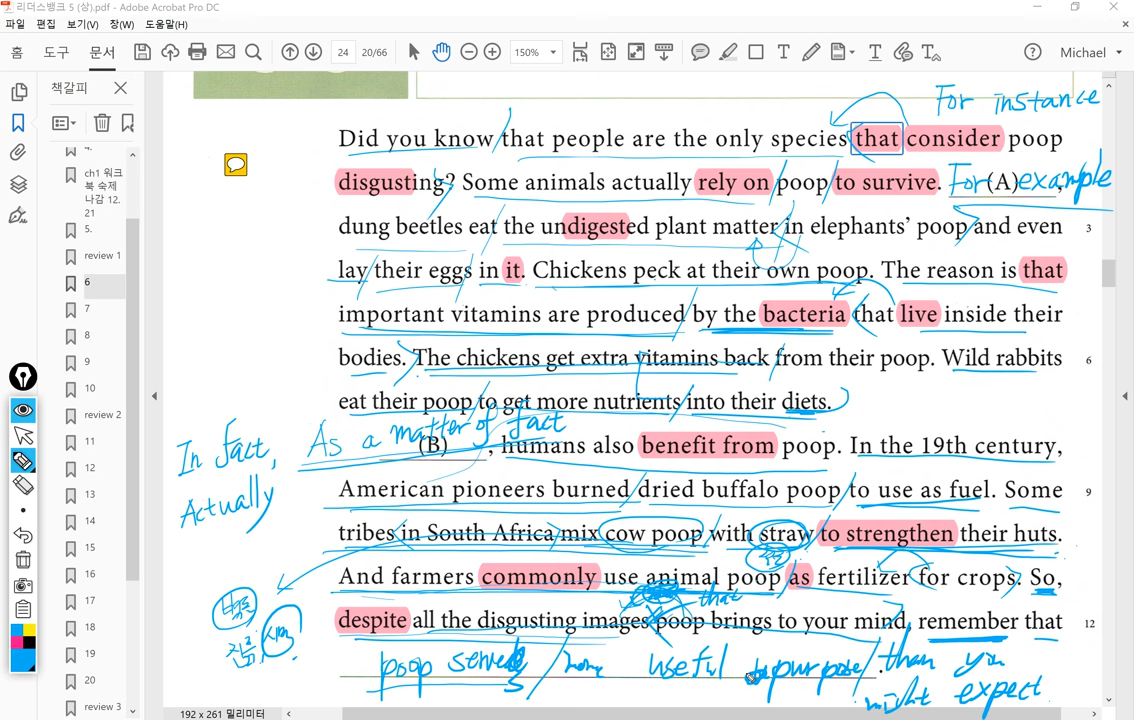 리더스뱅크 5 (상).pdf - Adobe Acrobat Pro DC
파일 편집 보기(V) 창(W) 도움말(H)
홈 도구 문서 24 20/66 150% Michael
책갈피
4.
ch1 워크
북 숙제
나감 12.
21
5.
review 1
6
7
8
9
10
review 2
11
12
13
14
15
16
17
18
19
20
review 3
For instance
Did you know that people are the only species that consider poop
disgusting? Some animals actually rely on poop to survive. For (A) example,
dung beetles eat the undigested plant matter in elephants' poop and even 3
lay their eggs in it. Chickens peck at their own poop. The reason is that
important vitamins are produced by the bacteria that live inside their
bodies. The chickens get extra vitamins back from their poop. Wild rabbits 6
eat their poop to get more nutrients into their diets.
In fact, As a matter of fact
(B) , humans also benefit from poop. In the 19th century,
Actually
American pioneers burned dried buffalo poop to use as fuel. Some 9
tribes in South Africa mix cow poop with straw to strengthen their huts.
And farmers commonly use animal poop as fertilizer for crops. So,
that
despite all the disgusting images poop brings to your mind, remember that 12
poop serves more useful purpose than you
might expect.
192 x 261 밀리미터